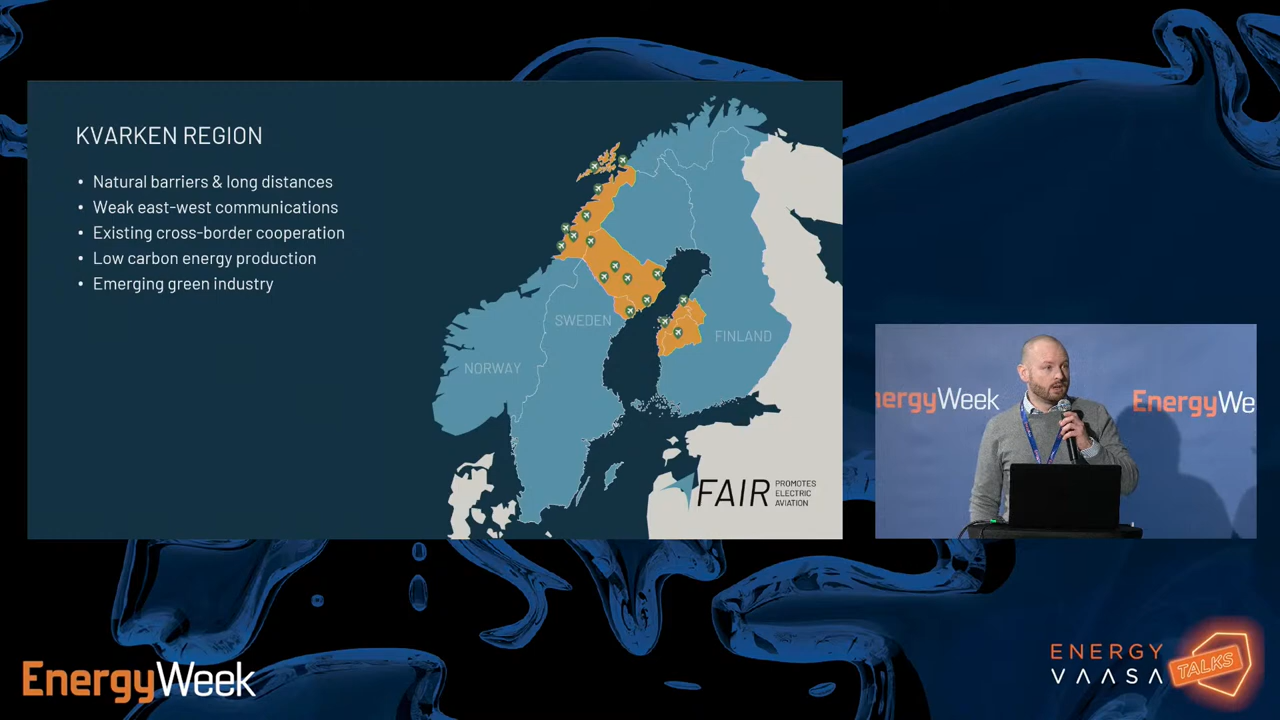 KVARKEN REGION
• Natural barriers & long distances
• Weak east-west communications
• Existing cross-border cooperation
• Low carbon energy production
• Emerging green industry
SWEDEN
FINLAND
NORWAY
FAIR
PROMOTES
ELECTRIC
AVIATION
nergyWeek
EnergyWe
EnergyWeek
ENERGY
VAASA
TALKS